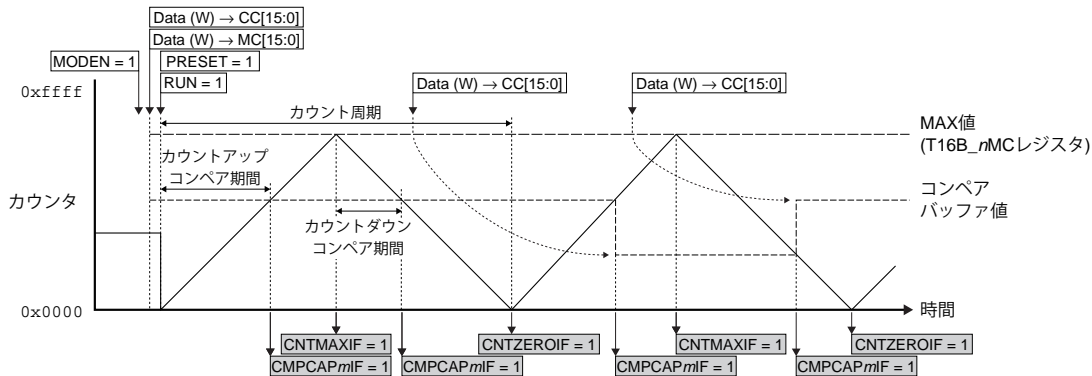 Data (W) → CC[15:0]
Data (W) → MC[15:0]
MODEN = 1
PRESET = 1
RUN = 1
Data (W) → CC[15:0]
Data (W) → CC[15:0]
0xffff
カウント周期
MAX値
(T16B_nMCレジスタ)
カウントアップ
コンペア期間
カウンタ
コンペア
バッファ値
カウントダウン
コンペア期間
0x0000
時間
CNTMAXIF = 1
CNTZEROIF = 1
CNTMAXIF = 1
CNTZEROIF = 1
CMPCAPmIF = 1
CMPCAPmIF = 1
CMPCAPmIF = 1
CMPCAPmIF = 1